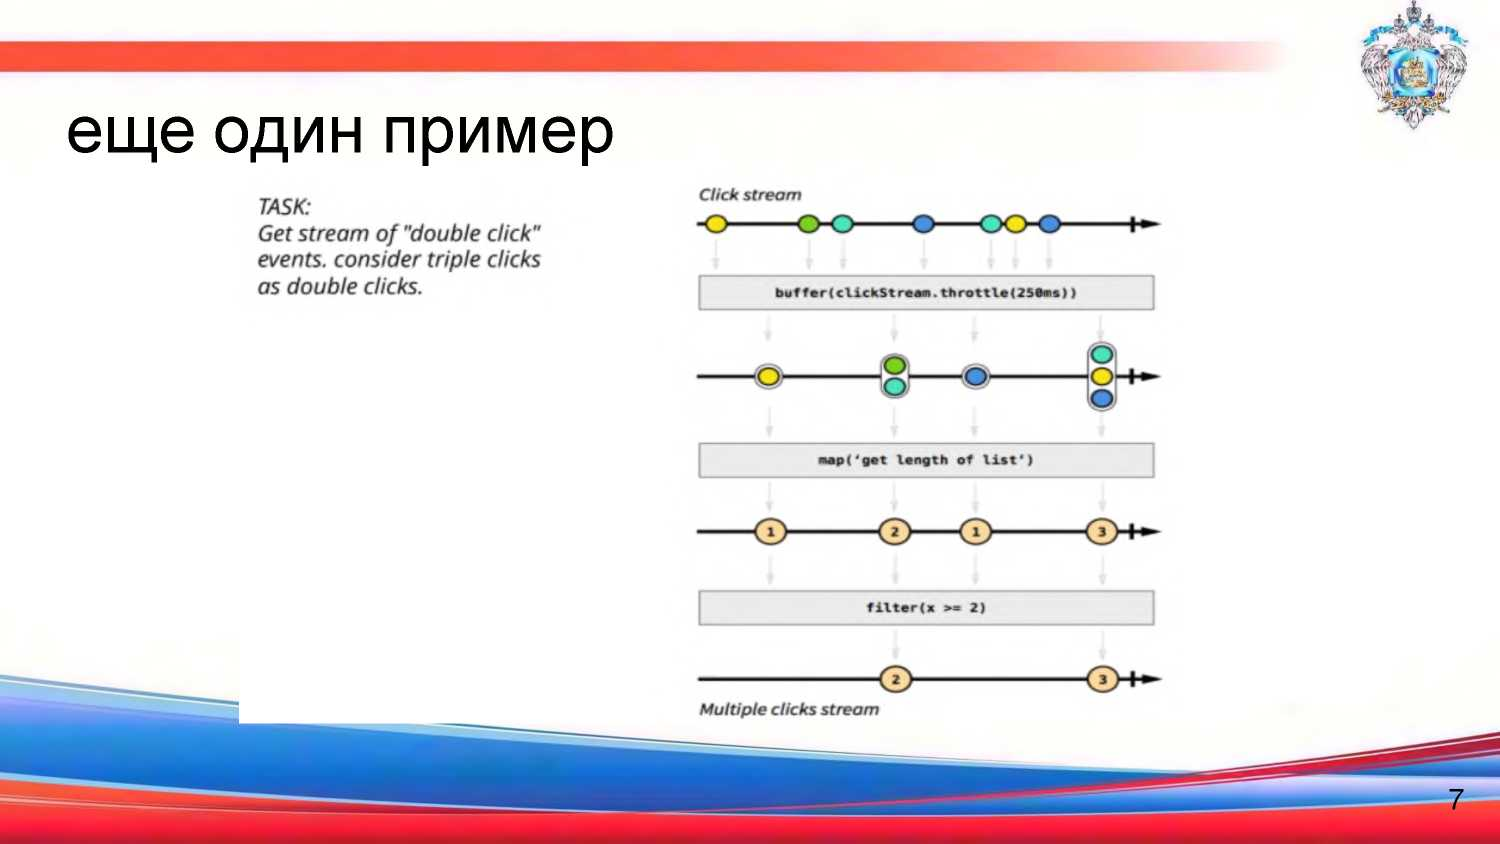 еще один пример
TASK:
Get stream of "double click"
events. consider triple clicks
as double clicks.
Click stream
buffer(clickStream.throttle(250ms))
map(‘get length of list’)
1 2 1 3
filter(x >= 2)
2 3
Multiple clicks stream
7